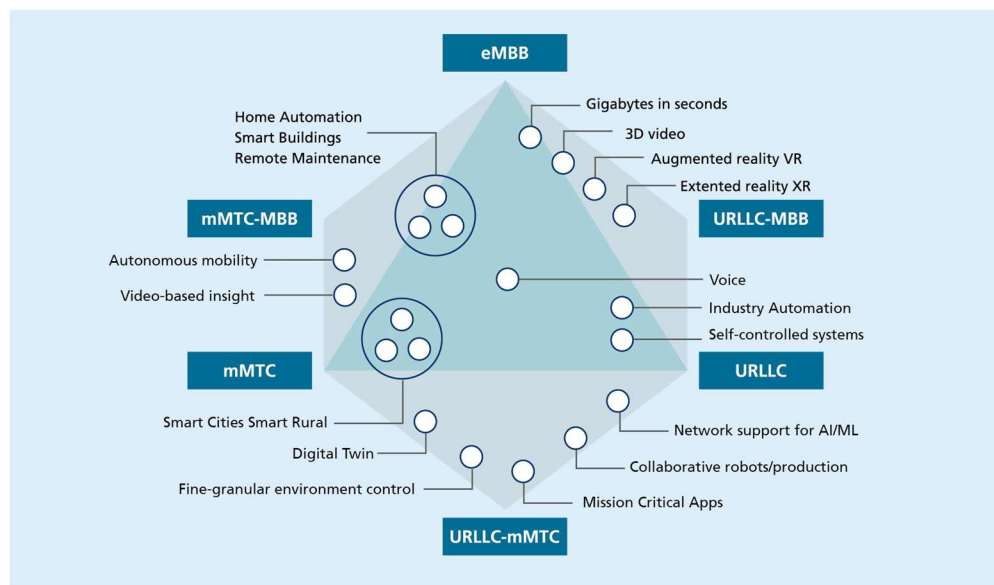 eMBB
Gigabytes in seconds
Home Automation
Smart Buildings
Remote Maintenance
3D video
Augmented reality VR
Extented reality XR
mMTC-MBB
URLLC-MBB
Autonomous mobility
Voice
Video-based insight
Industry Automation
Self-controlled systems
mMTC
URLLC
Smart Cities Smart Rural
Network support for AI/ML
Digital Twin
Collaborative robots/production
Fine-granular environment control
Mission Critical Apps
URLLC-mMTC